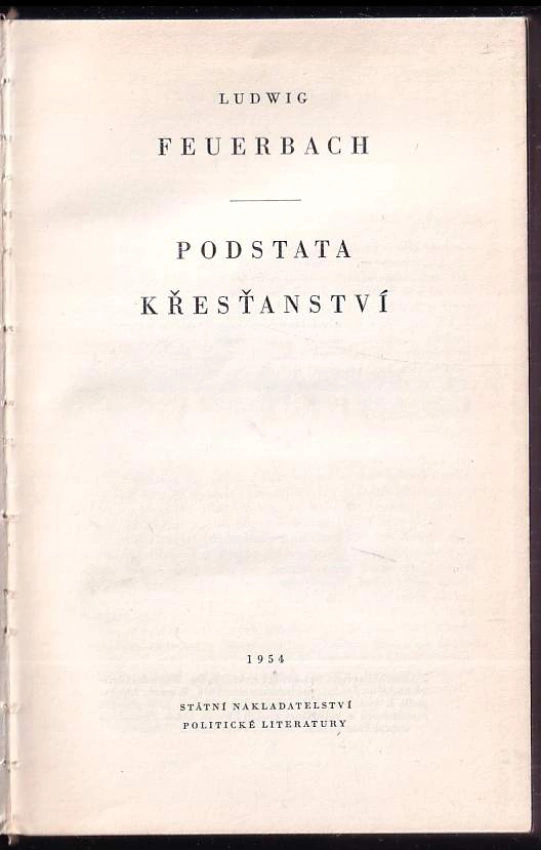 LUDWIG
FEUERBACH
PODSTATA
KŘESŤANSTVÍ
1954
STÁTNÍ NAKLADATELSTVÍ
POLITICKÉ LITERATURY